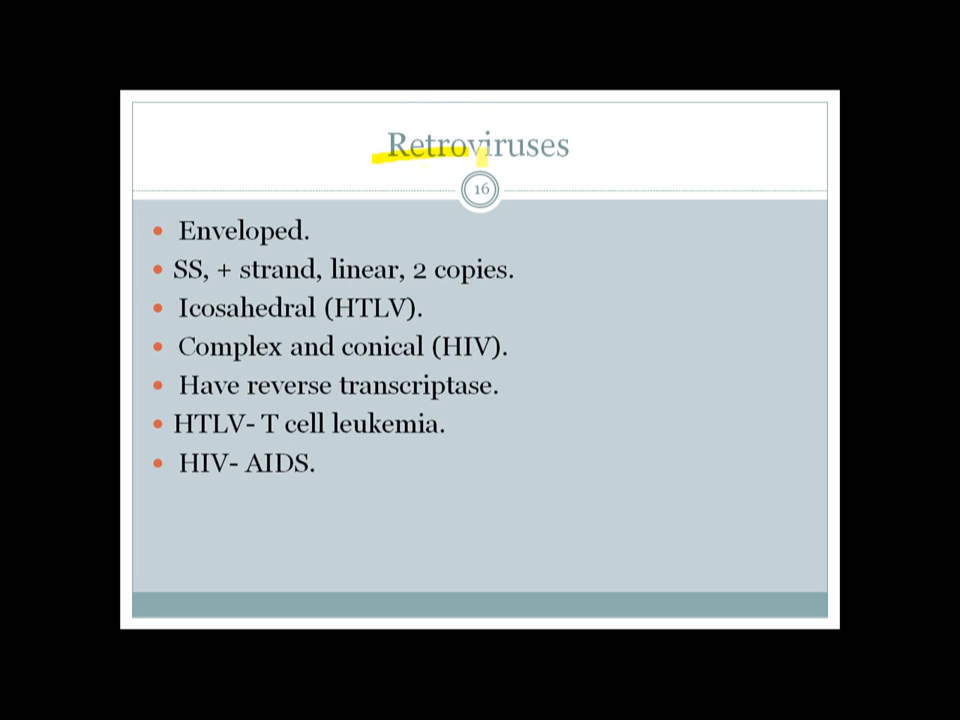 Retroviruses
16
• Enveloped.
• SS, + strand, linear, 2 copies.
• Icosahedral (HTLV).
• Complex and conical (HIV).
• Have reverse transcriptase.
• HTLV- T cell leukemia.
• HIV- AIDS.